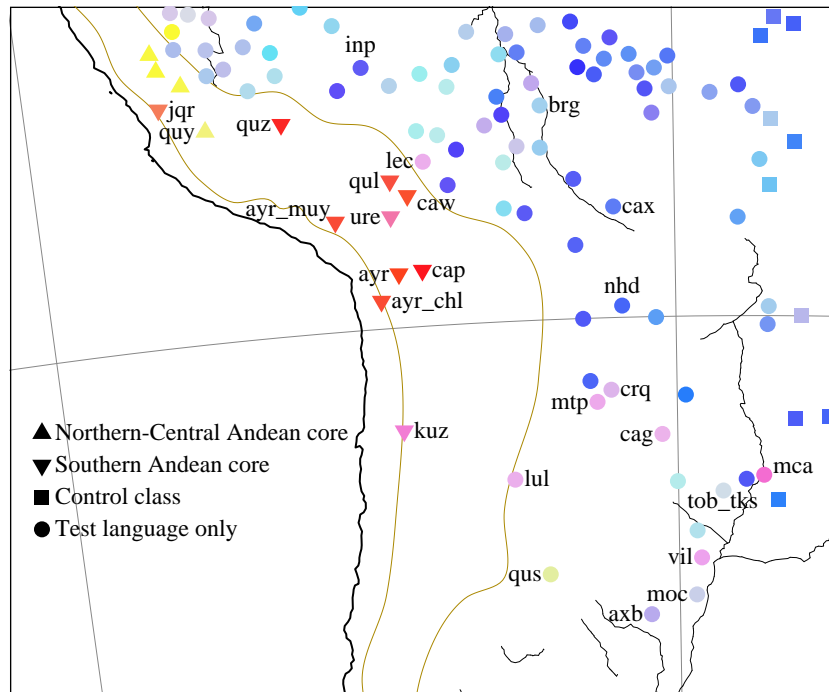 inp
jqr
quy
quz
brg
lec
qul
caw
cax
ayr_muy
ure
ayr
cap
nhd
ayr_chl
crq
mtp
Northern-Central Andean core
kuz
cag
Southern Andean core
mca
lul
Control class
tob_tks
Test language only
vil
qus
moc
axb